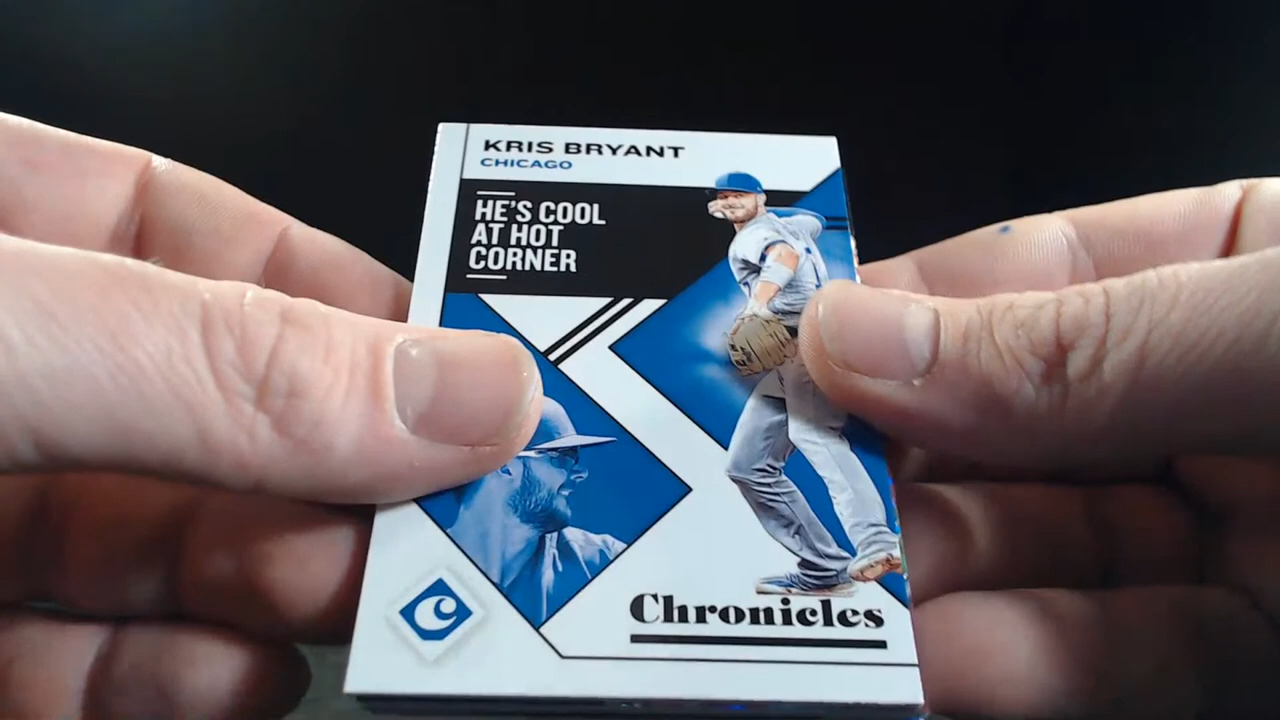 KRIS BRYANT
CHICAGO
HE'S COOL
AT HOT
CORNER
C
Chronicles